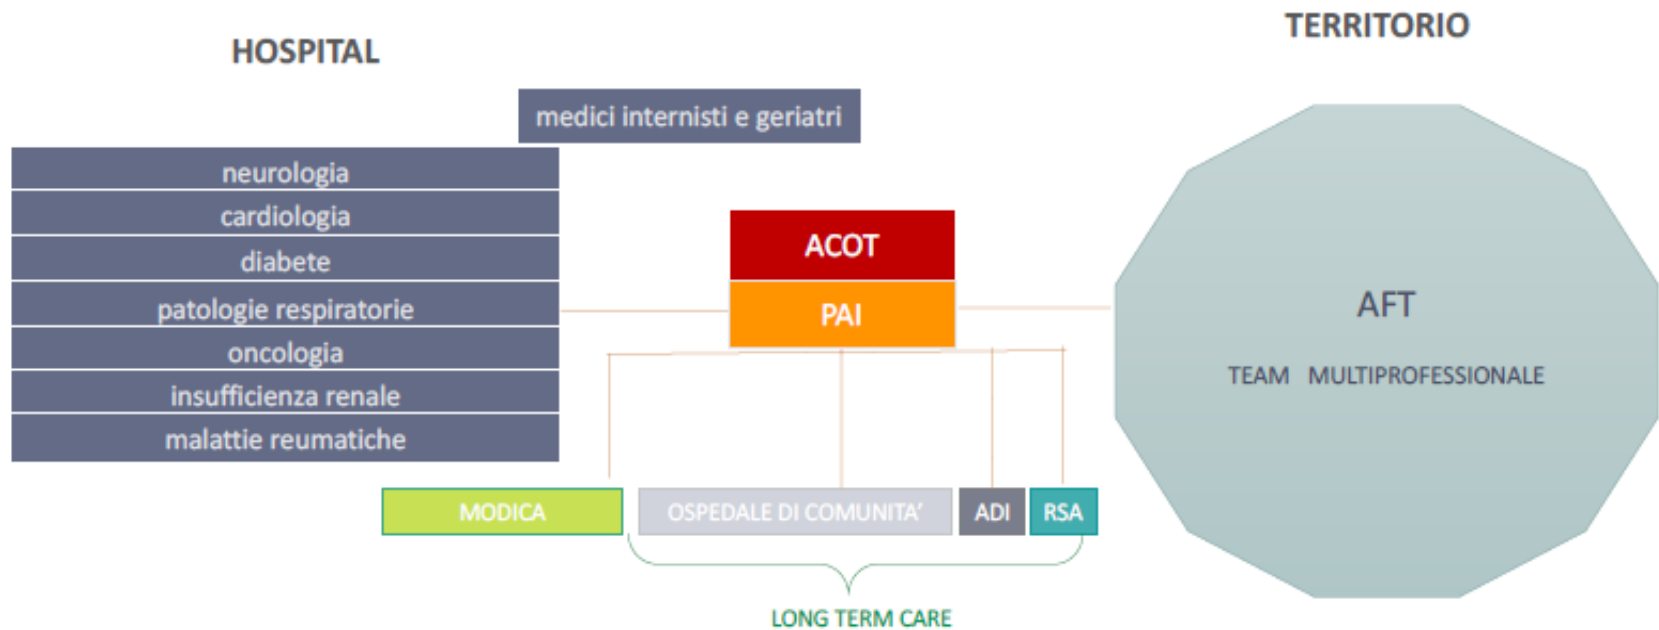 HOSPITAL
TERRITORIO
medici internisti e geriatri
neurologia
cardiologia
diabete
patologie respiratorie
oncologia
insufficienza renale
malattie reumatiche
ACOT
PAI
AFT
TEAM MULTIPROFESSIONALE
MODICA
OSPEDALE DI COMUNITA'
ADI
RSA
LONG TERM CARE